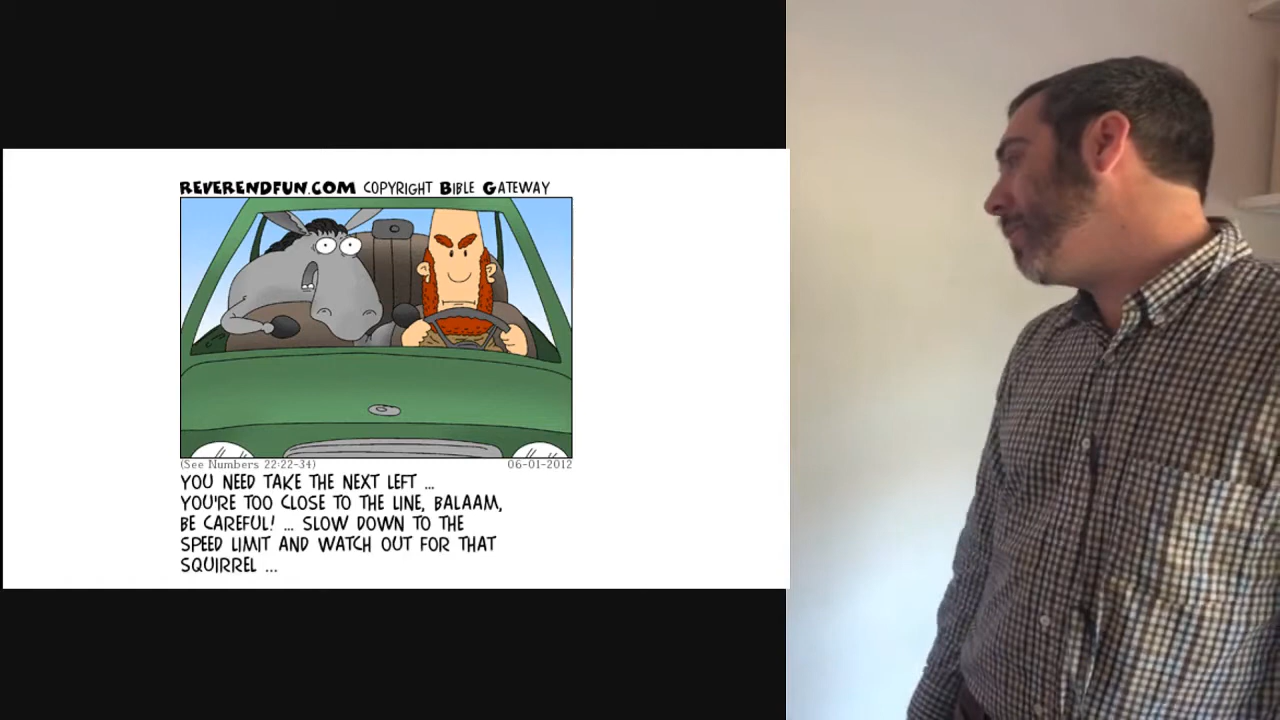 REVERENDFUN.COM COPYRIGHT BIBLE GATEWAY
(See Numbers 22:22-34) 06-01-2012
YOU NEED TAKE THE NEXT LEFT ...
YOU'RE TOO CLOSE TO THE LINE, BALAAM,
BE CAREFUL! ... SLOW DOWN TO THE
SPEED LIMIT AND WATCH OUT FOR THAT
SQUIRREL ...